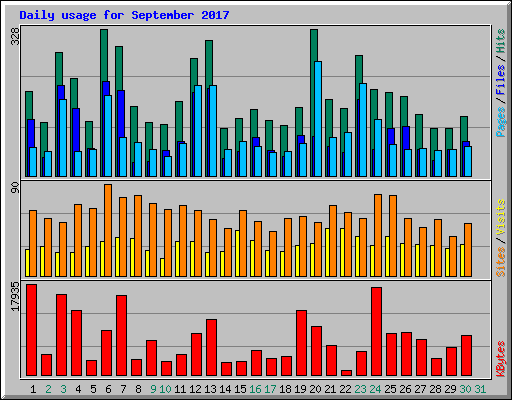 Daily usage for September 2017
328
Pages / Files / Hits
90
Sites / Visits
17935
KBytes
1 2 3 4 5 6 7 8 9 10 11 12 13 14 15 16 17 18 19 20 21 22 23 24 25 26 27 28 29 30 31